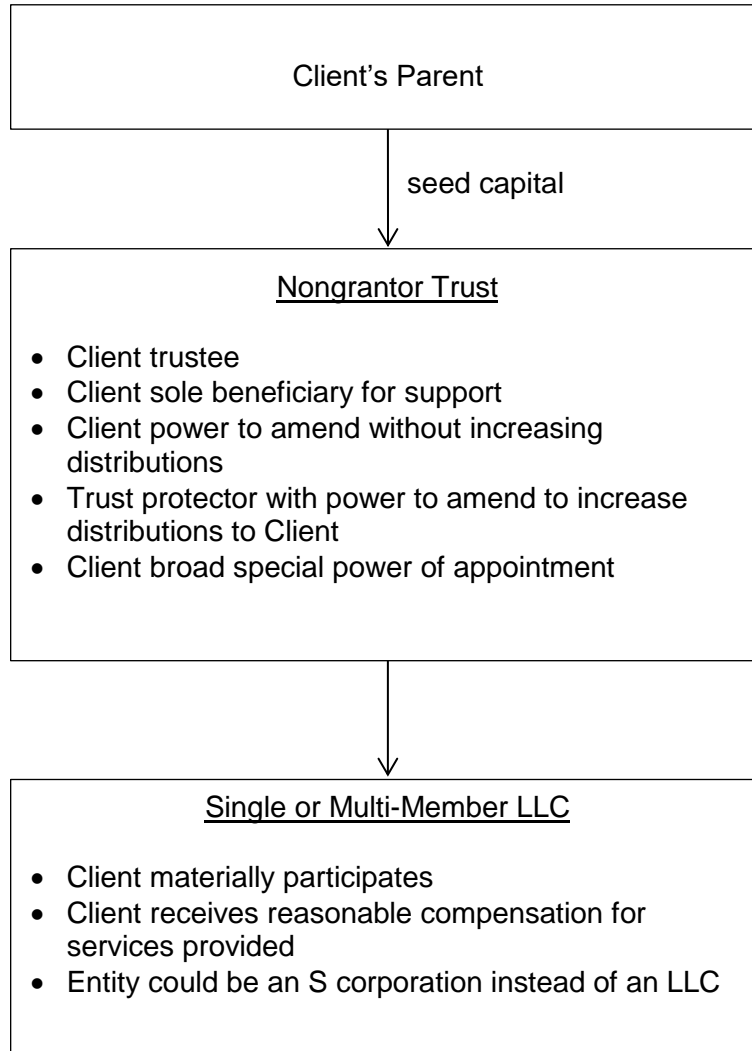 Client’s Parent
seed capital
Nongrantor Trust
• Client trustee
• Client sole beneficiary for support
• Client power to amend without increasing
distributions
• Trust protector with power to amend to increase
distributions to Client
• Client broad special power of appointment
Single or Multi-Member LLC
• Client materially participates
• Client receives reasonable compensation for
services provided
• Entity could be an S corporation instead of an LLC